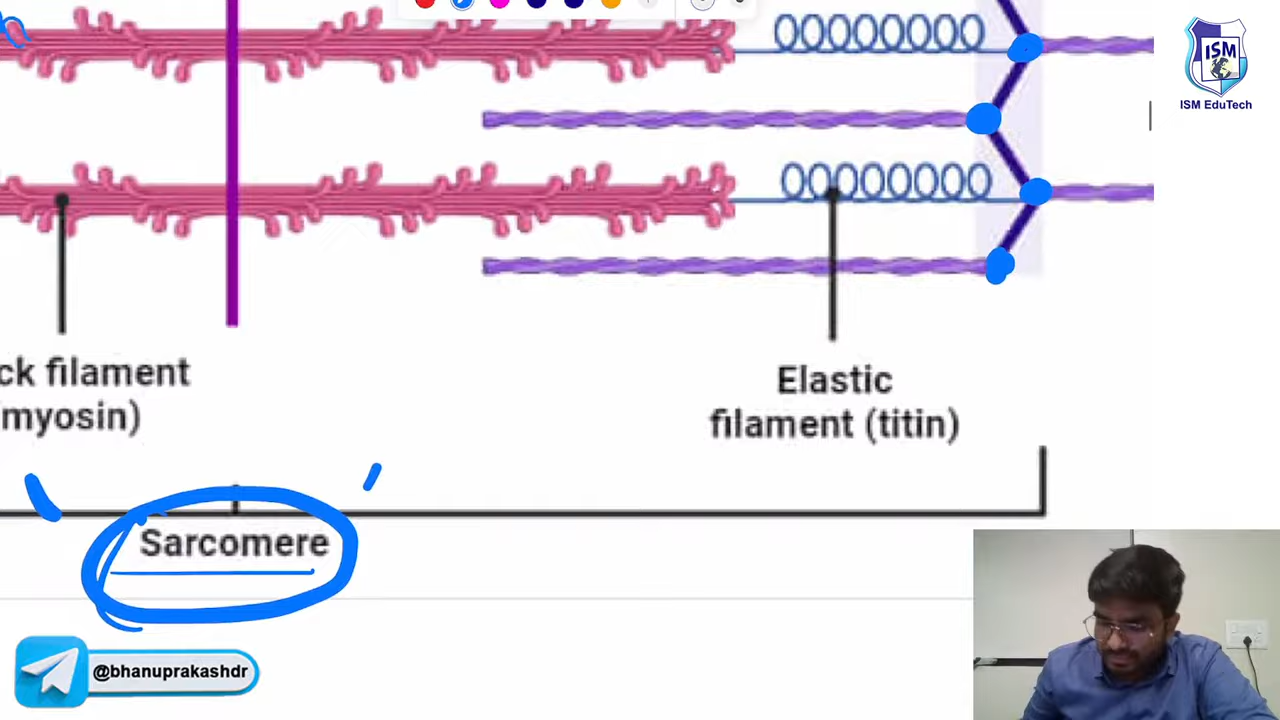 ISM
ISM EduTech
ck filament
myosin)
Elastic
filament (titin)
Sarcomere
@bhanuprakashdr